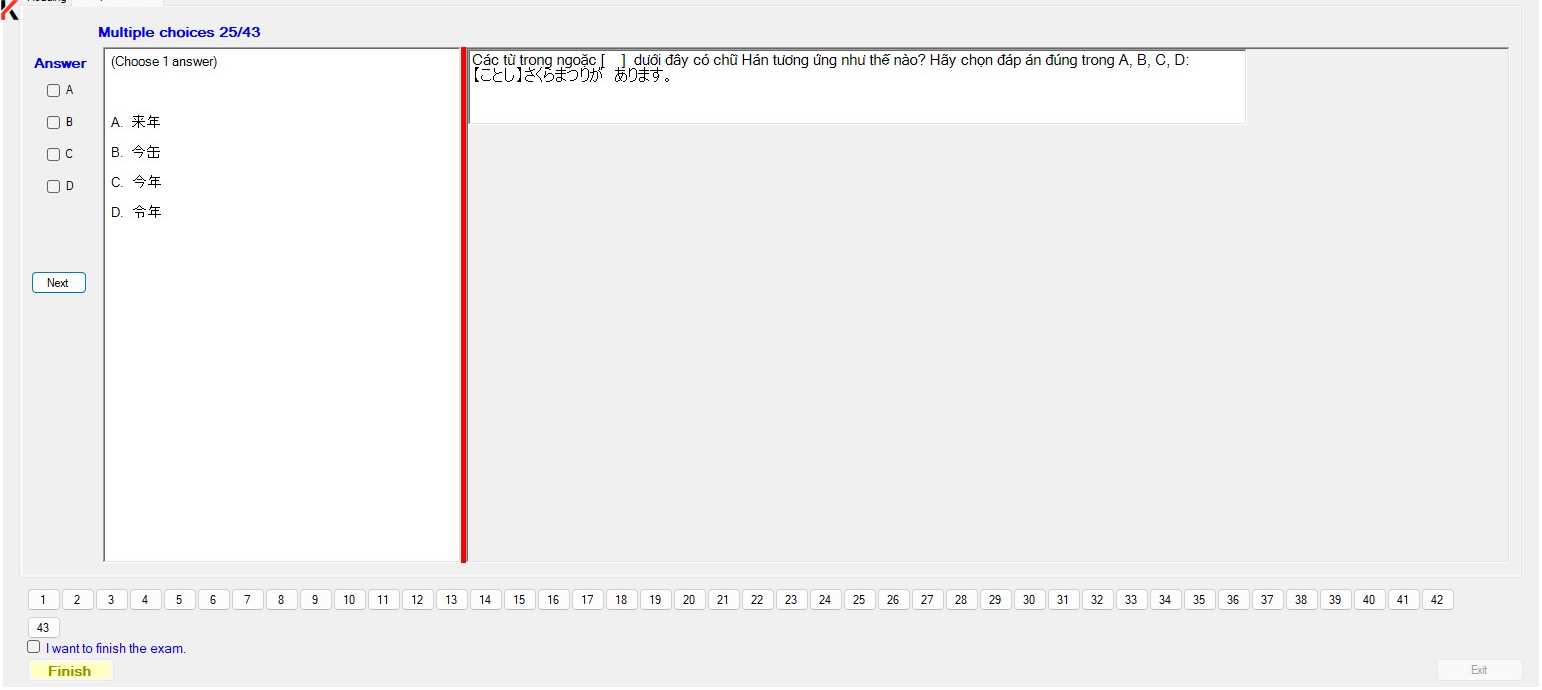 Multiple choices 25/43
Answer
(Choose 1 answer)
A
B
C
D
A. 来年
B. 今缶
C. 今年
D. 令年
Next
Các từ trong ngoặc [ ] dưới đây có chữ Hán tương ứng như thế nào? Hãy chọn đáp án đúng trong A, B, C, D:
【ことし】さくらまつりが あります。
1 2 3 4 5 6 7 8 9 10 11 12 13 14 15 16 17 18 19 20 21 22 23 24 25 26 27 28 29 30 31 32 33 34 35 36 37 38 39 40 41 42
43
I want to finish the exam.
Finish
Exit